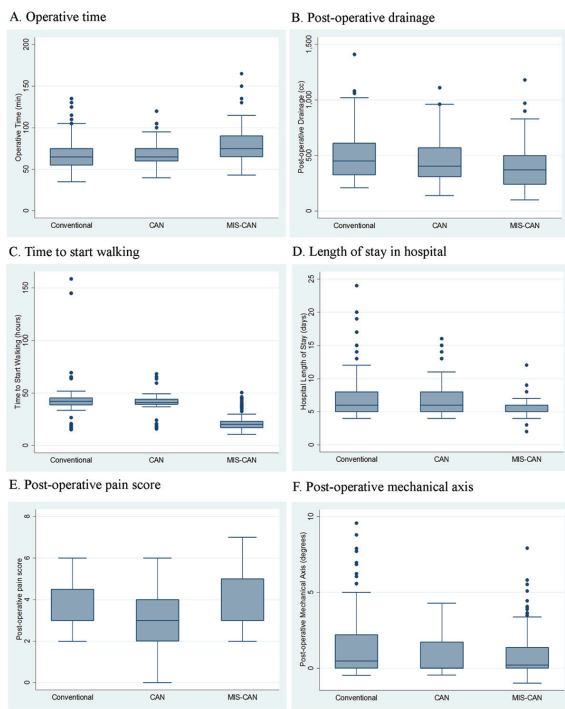 A. Operative time
B. Post-operative drainage
Operative Time (min)
200
150
100
50
0
Conventional
CAN
MIS-CAN
Post-operative Drainage (cc)
1,500
1,000
500
0
Conventional
CAN
MIS-CAN
C. Time to start walking
D. Length of stay in hospital
Time to Start Walking (hours)
150
100
50
0
Conventional
CAN
MIS-CAN
Hospital Length of Stay (days)
25
20
15
10
5
0
Conventional
CAN
MIS-CAN
E. Post-operative pain score
F. Post-operative mechanical axis
Post-operative pain score
8
6
4
2
0
Conventional
CAN
MIS-CAN
Post-operative Mechanical Axis (degrees)
10
5
0
Conventional
CAN
MIS-CAN